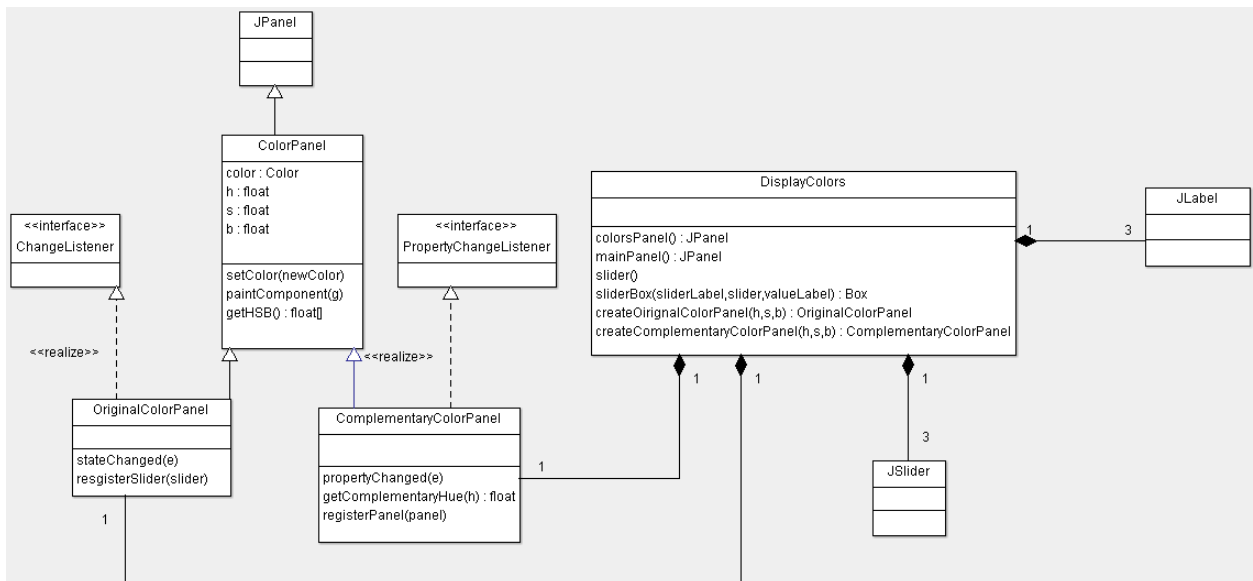 JPanel
ColorPanel
color : Color
h : float
s : float
b : float
setColor(newColor)
paintComponent(g)
getHSB() : float[]
<<interface>>
ChangeListener
<<interface>>
PropertyChangeListener
<<realize>>
<<realize>>
OriginalColorPanel
stateChanged(e)
resgisterSlider(slider)
1
ComplementaryColorPanel
propertyChanged(e)
getComplementaryHue(h) : float
registerPanel(panel)
1
DisplayColors
colorsPanel() : JPanel
mainPanel() : JPanel
slider()
sliderBox(sliderLabel,slider,valueLabel) : Box
createOirignalColorPanel(h,s,b) : OriginalColorPanel
createComplementaryColorPanel(h,s,b) : ComplementaryColorPanel
1
3
JLabel
1
1
1
3
JSlider